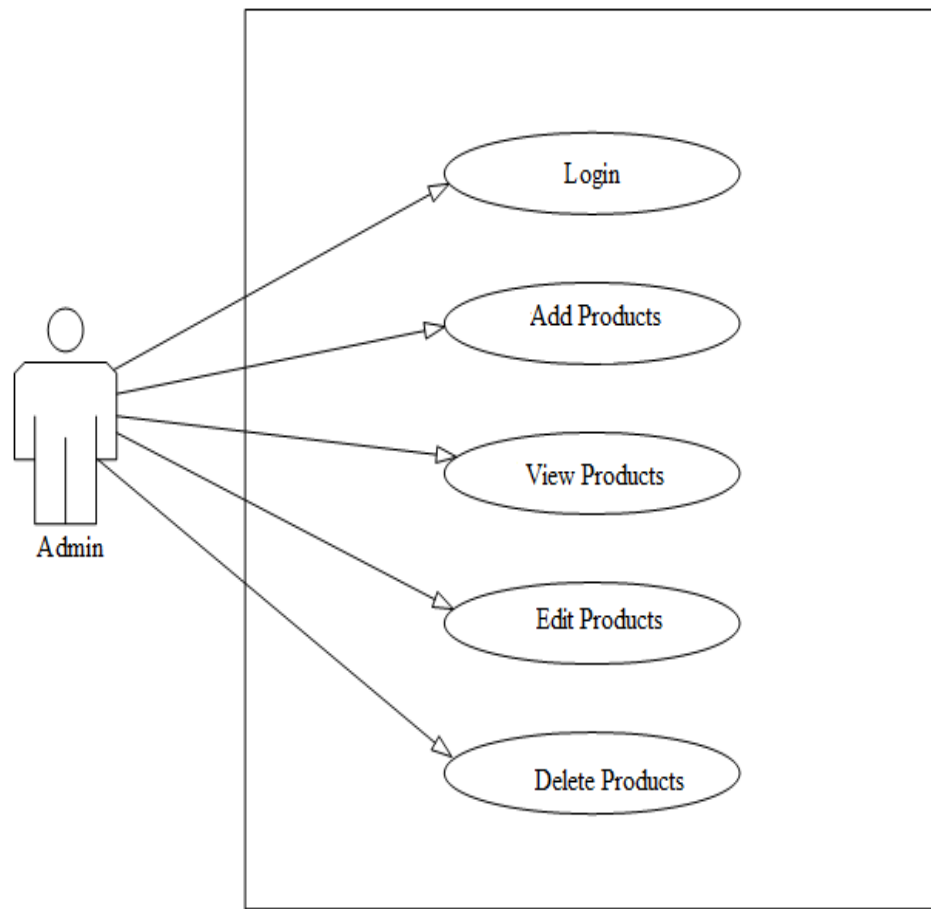 Login
Add Products
View Products
Admin
Edit Products
Delete Products